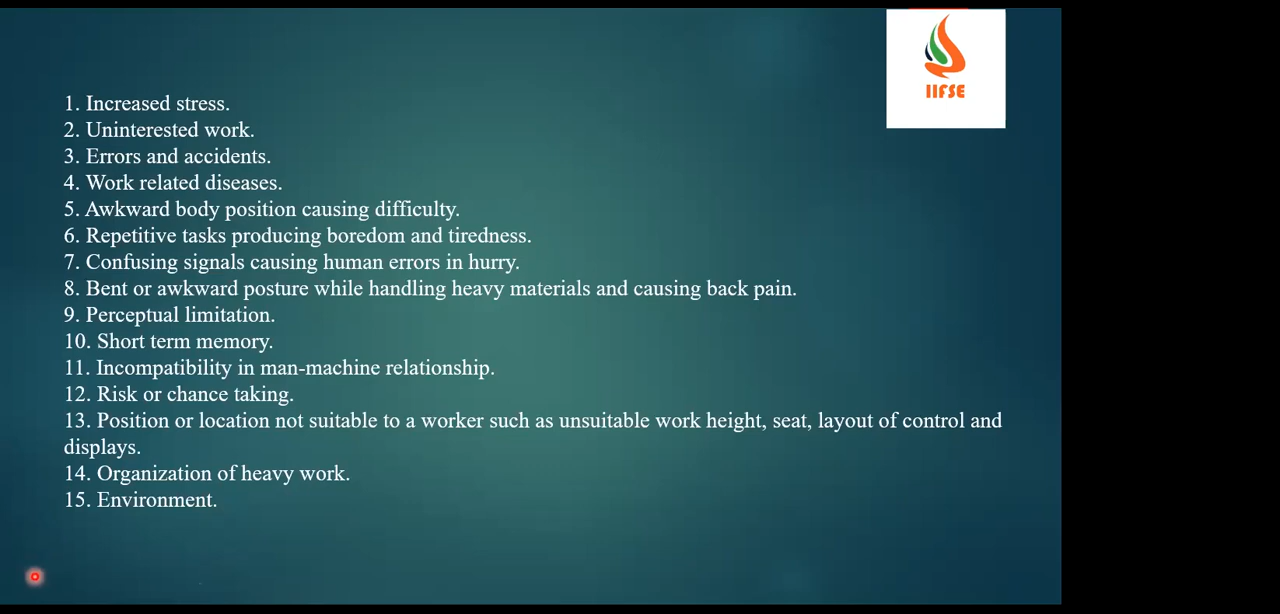 IIFSE
1. Increased stress.
2. Uninterested work.
3. Errors and accidents.
4. Work related diseases.
5. Awkward body position causing difficulty.
6. Repetitive tasks producing boredom and tiredness.
7. Confusing signals causing human errors in hurry.
8. Bent or awkward posture while handling heavy materials and causing back pain.
9. Perceptual limitation.
10. Short term memory.
11. Incompatibility in man-machine relationship.
12. Risk or chance taking.
13. Position or location not suitable to a worker such as unsuitable work height, seat, layout of control and
displays.
14. Organization of heavy work.
15. Environment.